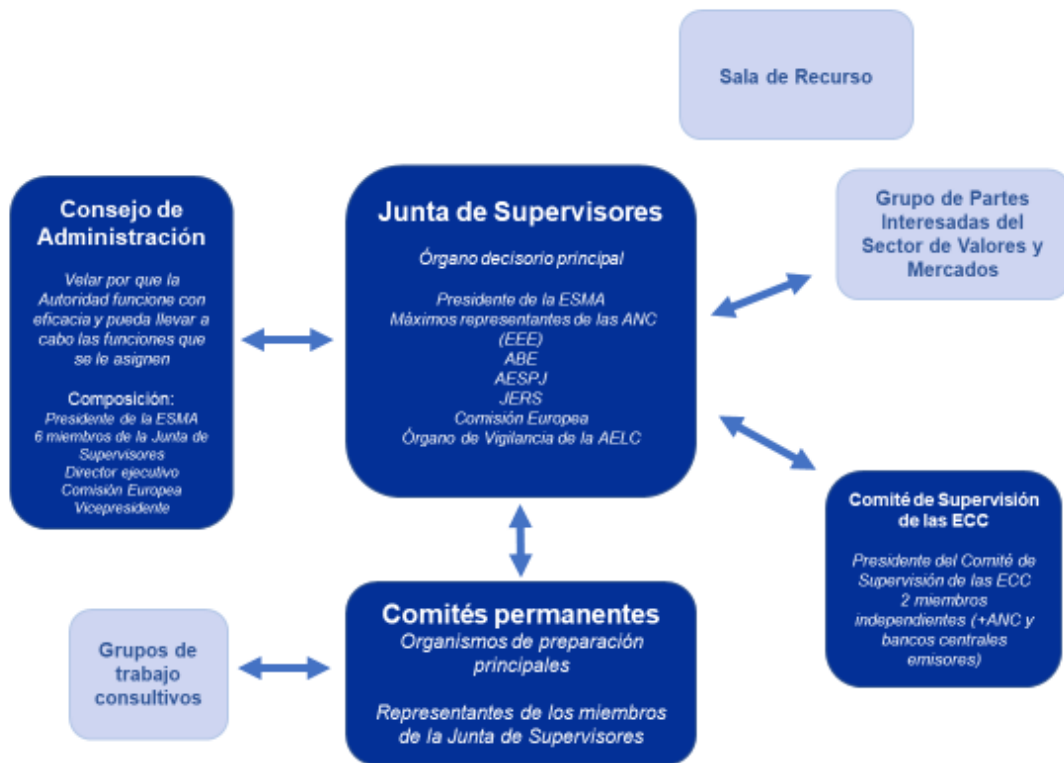 Sala de Recurso
Consejo de
Administración
Velar por que la
Autoridad funcione con
eficacia y pueda llevar a
cabo las funciones que
se le asignen
Composición:
Presidente de la ESMA
6 miembros de la Junta de
Supervisores
Director ejecutivo
Comisión Europea
Vicepresidente
Junta de Supervisores
Órgano decisorio principal
Presidente de la ESMA
Máximos representantes de las ANC
(EEE)
ABE
AESPJ
JERS
Comisión Europea
Órgano de Vigilancia de la AELC
Grupo de Partes
Interesadas del
Sector de Valores y
Mercados
Comité de Supervisión
de las ECC
Presidente del Comité de
Supervisión de las ECC
2 miembros
independientes (+ANC y
bancos centrales
emisores)
Grupos de
trabajo
consultivos
Comités permanentes
Organismos de preparación
principales
Representantes de los miembros
de la Junta de Supervisores